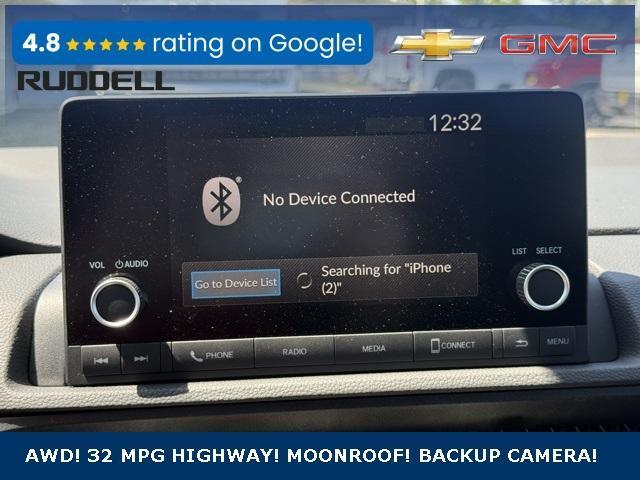 4.8 ★★★★★ rating on Google!
GMC
RUDDELL
12:32
No Device Connected
VOL AUDIO
LIST SELECT
Go to Device List
Searching for "iPhone
(2)"
PHONE RADIO MEDIA CONNECT MENU
AWD! 32 MPG HIGHWAY! MOONROOF! BACKUP CAMERA!